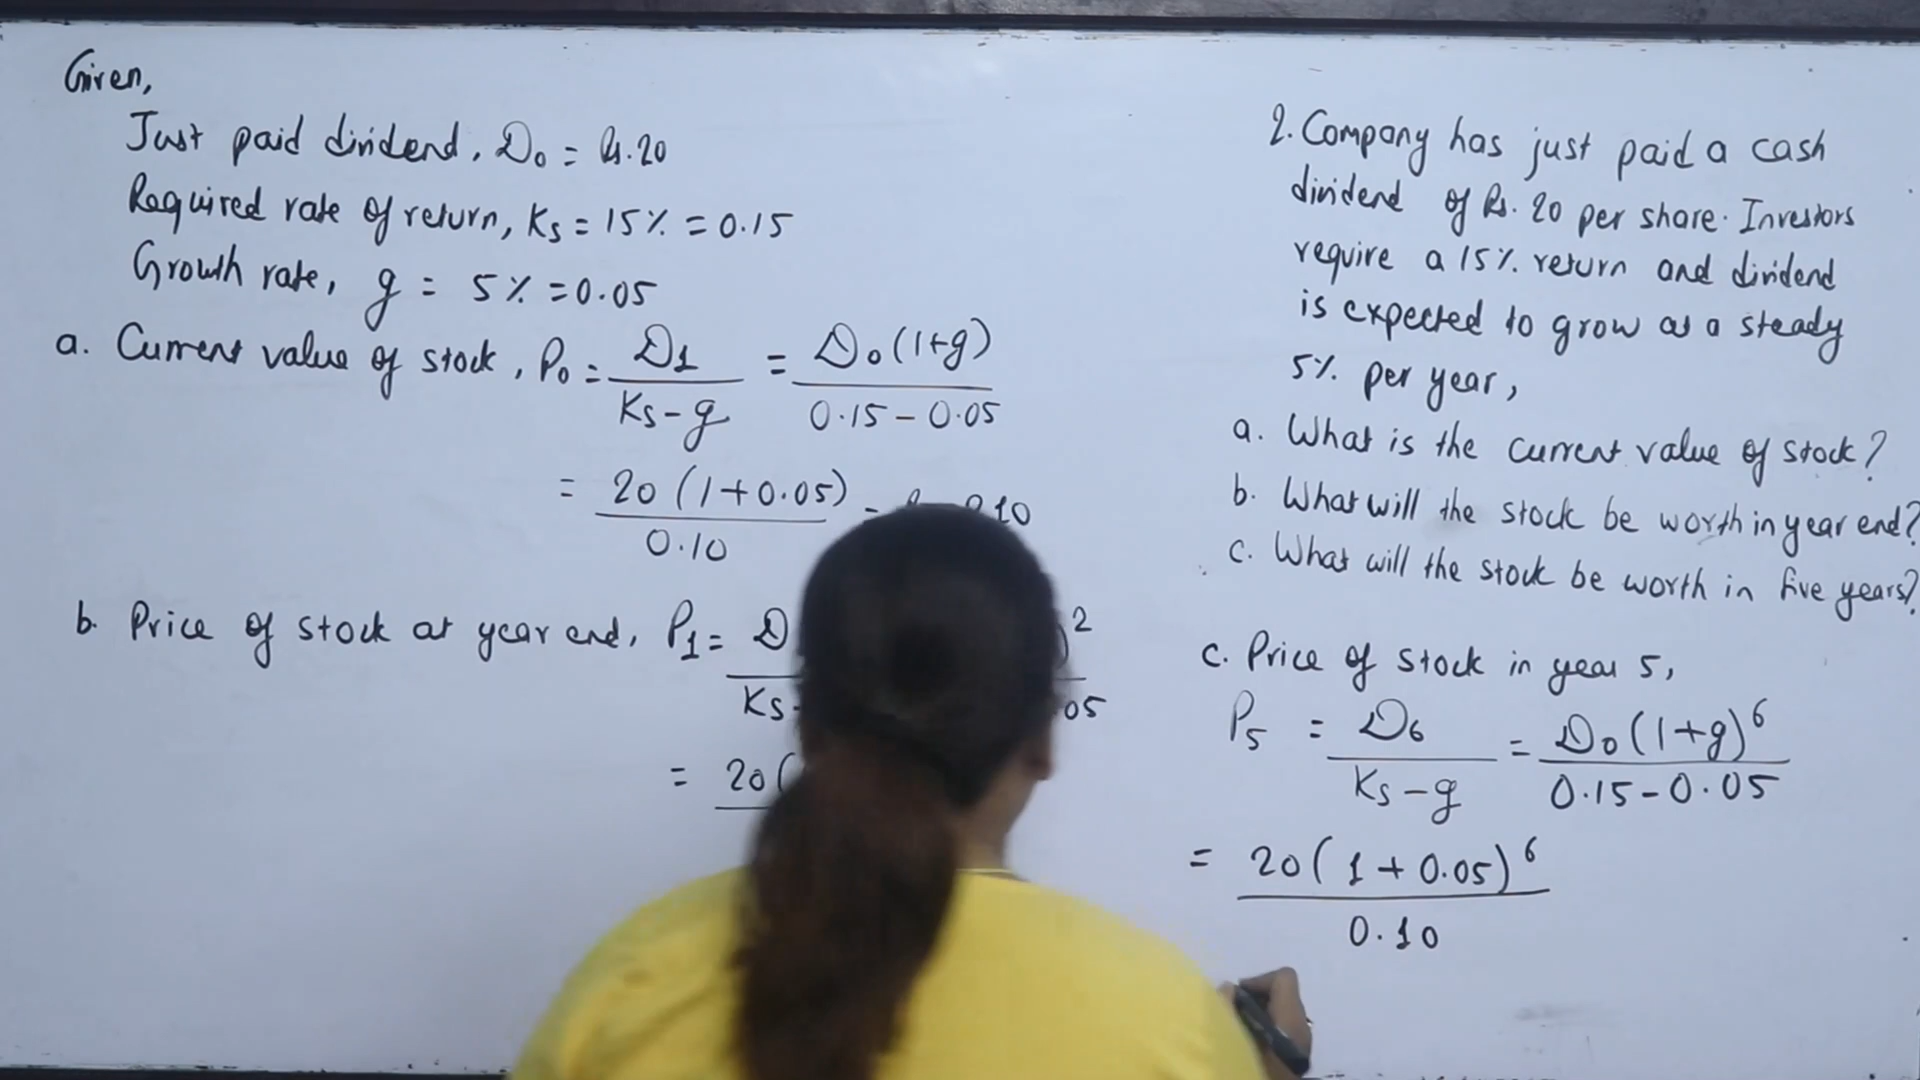 Given,
Just paid dividend, D₀ = Rs.20
Required rate of return, Ks = 15% = 0.15
Growth rate, g = 5% = 0.05
a. Current value of stock, P₀ = D₁ / Ks - g = D₀(1+g) / 0.15 - 0.05
= 20(1+0.05) / 0.10 = 210
b. Price of stock at year end, P₁ = D / Ks 2 05
= 20(
2. Company has just paid a cash
dividend of Rs. 20 per share. Investors
require a 15% return and dividend
is expected to grow at a steady
5% per year,
a. What is the current value of stock?
b. What will the stock be worth in year end?
c. What will the stock be worth in five years?
c. Price of stock in year 5,
P₅ = D₆ / Ks - g = D₀(1+g)⁶ / 0.15 - 0.05
= 20(1+0.05)⁶ / 0.10